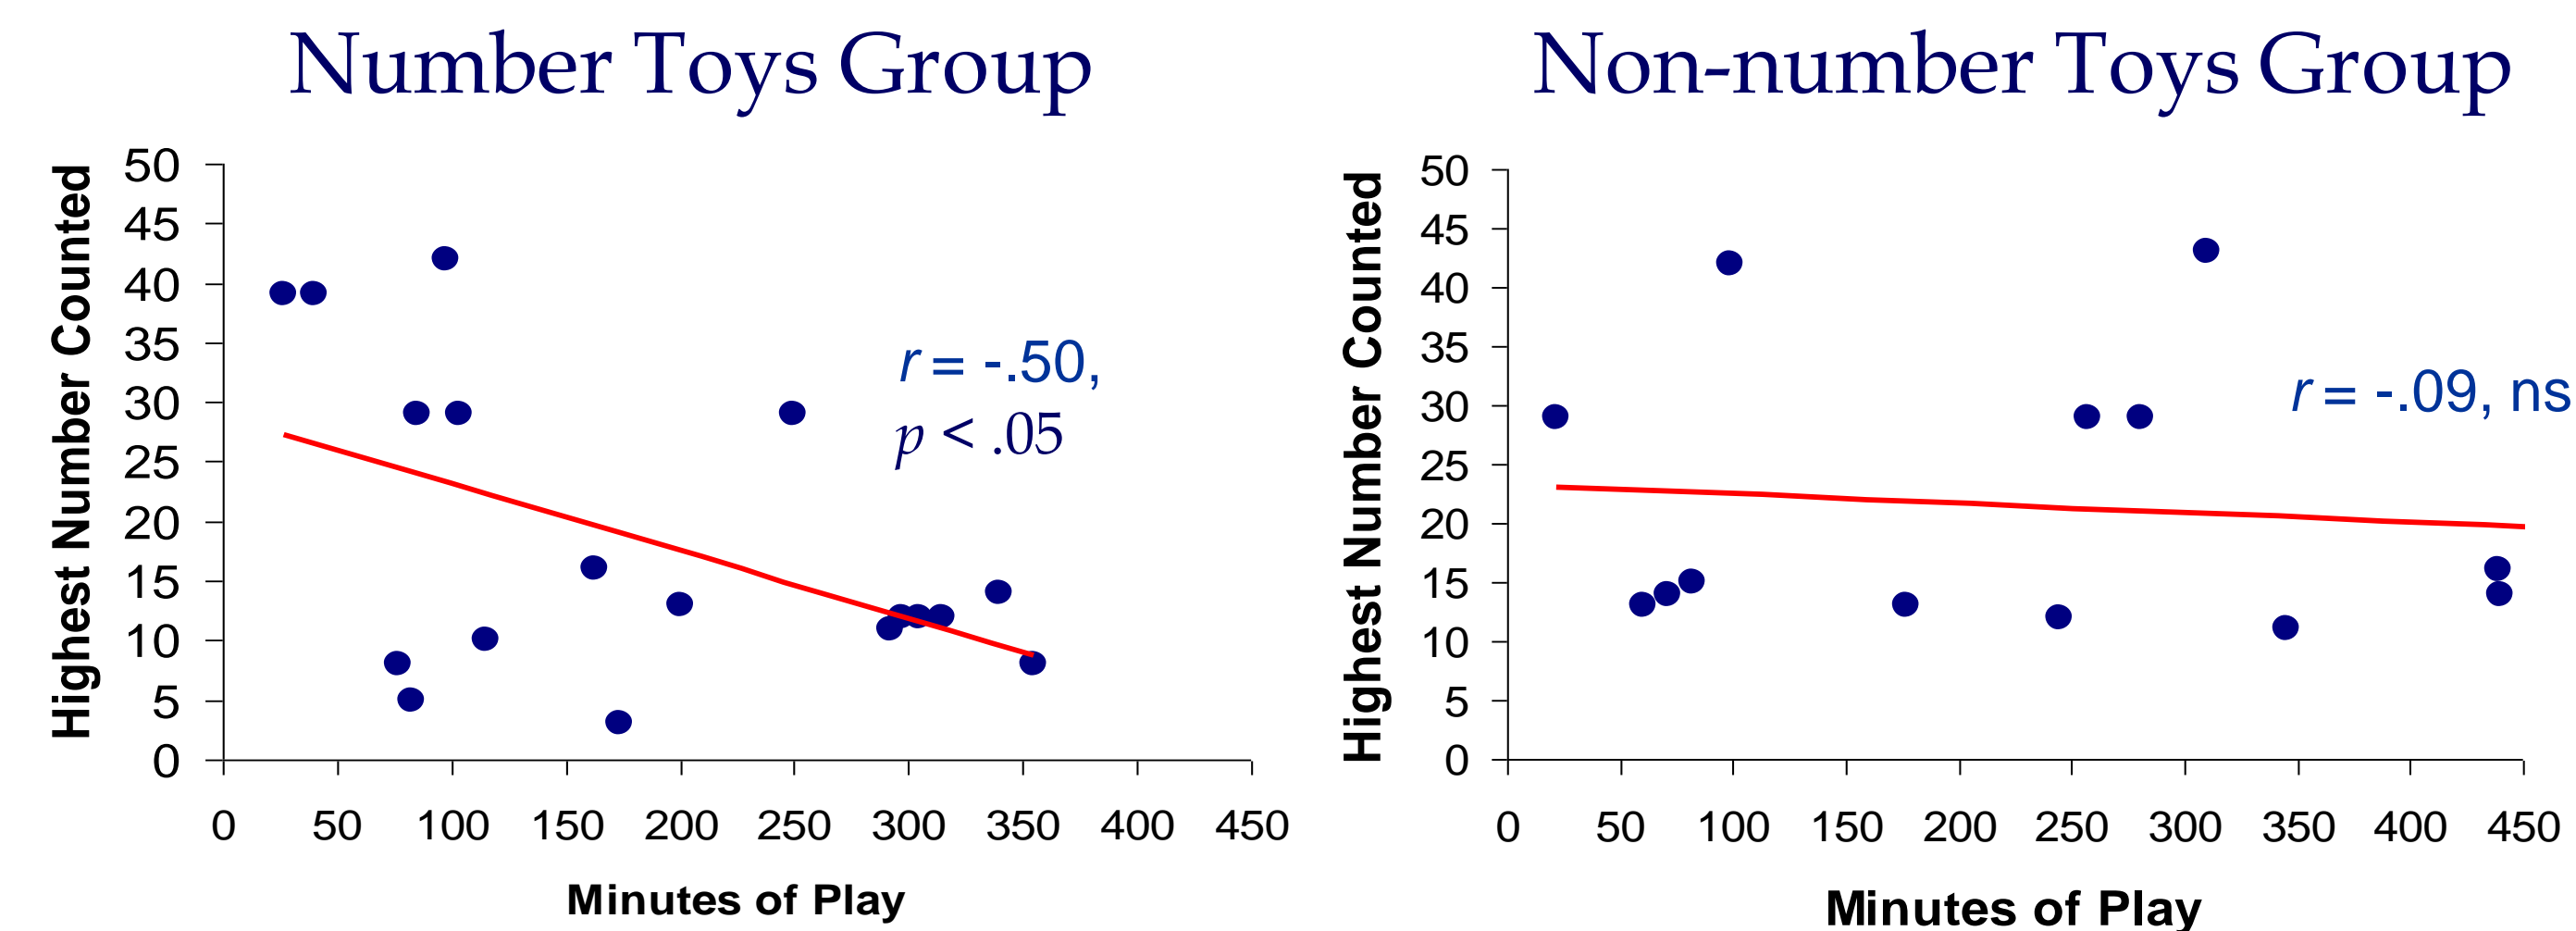 Number Toys Group
Highest Number Counted
50
45
40
35
30
25
20
15
10
5
0
r = -.50,
p < .05
0 50 100 150 200 250 300 350 400 450
Minutes of Play
Non-number Toys Group
Highest Number Counted
50
45
40
35
30
25
20
15
10
5
0
r = -.09, ns
0 50 100 150 200 250 300 350 400 450
Minutes of Play